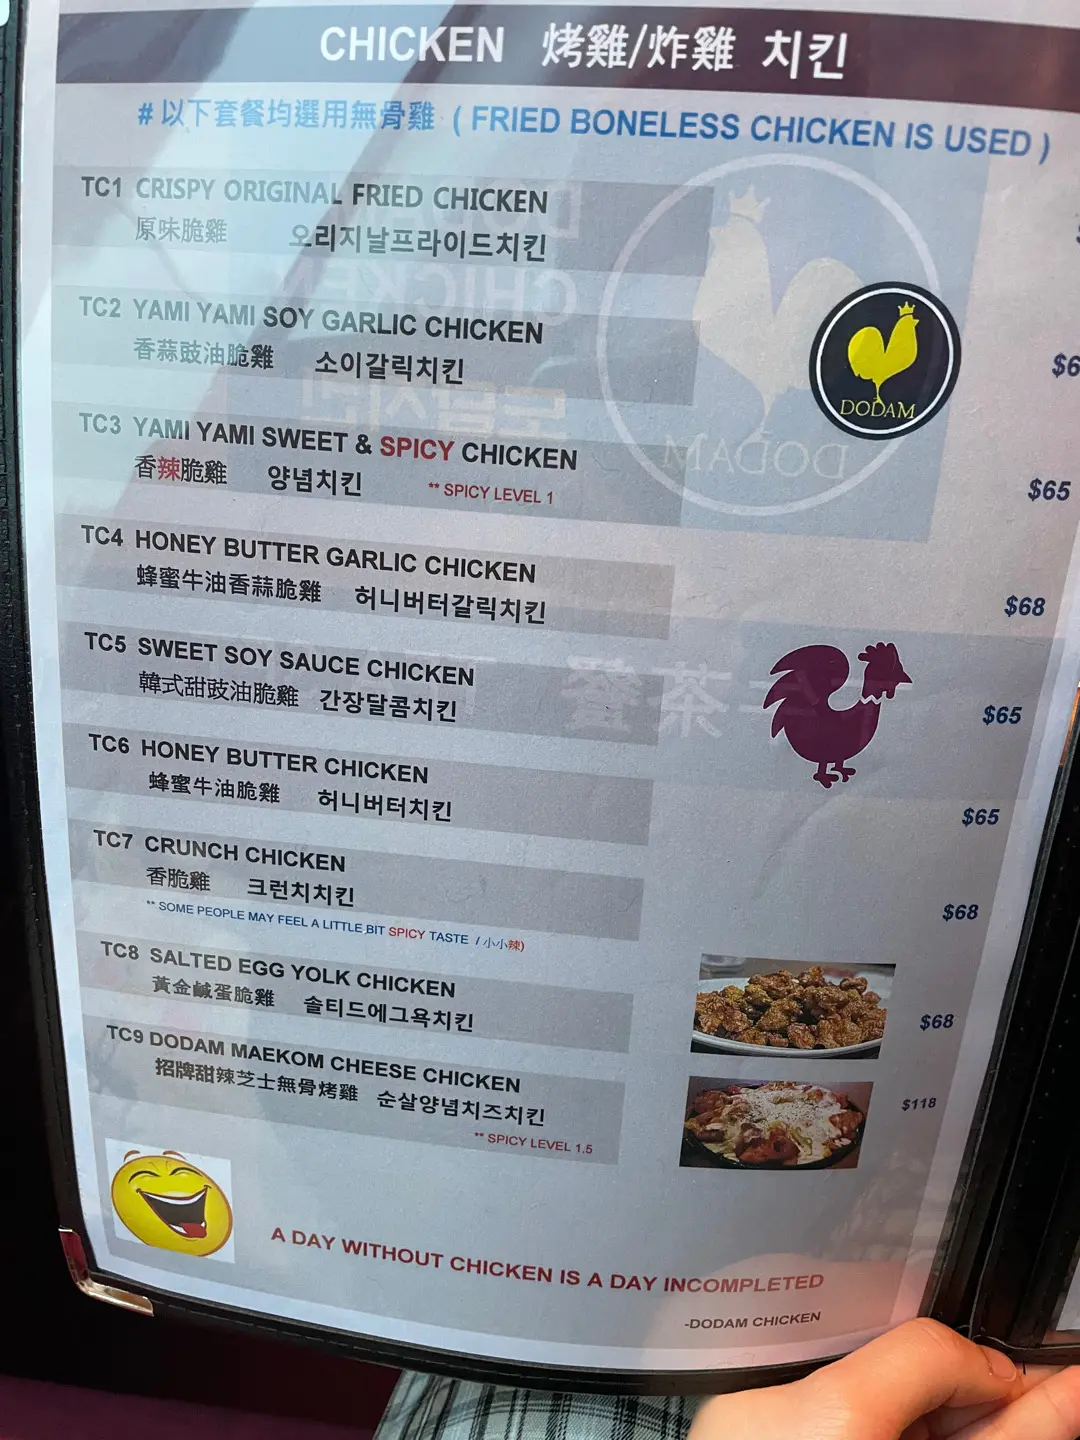 CHICKEN 烤雞/炸雞 치킨
# 以下套餐均選用無骨雞 ( FRIED BONELESS CHICKEN IS USED )
TC1 CRISPY ORIGINAL FRIED CHICKEN
原味脆雞 오리지날프라이드치킨
TC2 YAMI YAMI SOY GARLIC CHICKEN
香蒜豉油脆雞 소이갈릭치킨
DODAM
TC3 YAMI YAMI SWEET & SPICY CHICKEN
香辣脆雞 양념치킨 ** SPICY LEVEL 1
$65
TC4 HONEY BUTTER GARLIC CHICKEN
蜂蜜牛油香蒜脆雞 허니버터갈릭치킨
$68
TC5 SWEET SOY SAUCE CHICKEN
韓式甜豉油脆雞 간장달콤치킨
$65
TC6 HONEY BUTTER CHICKEN
蜂蜜牛油脆雞 허니버터치킨
$65
TC7 CRUNCH CHICKEN
香脆雞 크런치치킨
** SOME PEOPLE MAY FEEL A LITTLE BIT SPICY TASTE / 小小辣)
$68
TC8 SALTED EGG YOLK CHICKEN
黃金鹹蛋脆雞 솔티드에그욕치킨
$68
TC9 DODAM MAEKOM CHEESE CHICKEN
招牌甜辣芝士無骨烤雞 순살양념치즈치킨
$118
** SPICY LEVEL 1.5
A DAY WITHOUT CHICKEN IS A DAY INCOMPLETED
-DODAM CHICKEN